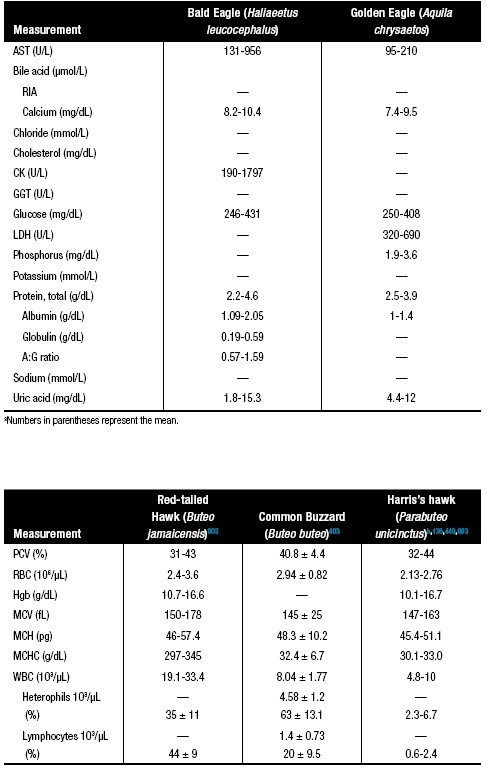 Measurement Bald Eagle (Haliaeetus leucocephalus) Golden Eagle (Aquila chrysaetos)
AST (U/L) 131-956 95-210
Bile acid (μmol/L)
RIA — —
Calcium (mg/dL) 8.2-10.4 7.4-9.5
Chloride (mmol/L) — —
Cholesterol (mg/dL) — —
CK (U/L) 190-1797 —
GGT (U/L) — —
Glucose (mg/dL) 246-431 250-408
LDH (U/L) — 320-690
Phosphorus (mg/dL) — 1.9-3.6
Potassium (mmol/L) — —
Protein, total (g/dL) 2.2-4.6 2.5-3.9
Albumin (g/dL) 1.09-2.05 1-1.4
Globulin (g/dL) 0.19-0.59 —
A:G ratio 0.57-1.59 —
Sodium (mmol/L) — —
Uric acid (mg/dL) 1.8-15.3 4.4-12
ᵃNumbers in parentheses represent the mean.
Measurement Red-tailed Hawk (Buteo jamaicensis) Common Buzzard (Buteo buteo) Harris's hawk (Parabuteo unicinctus)
PCV (%) 31-43 40.8 ± 4.4 32-44
RBC (10⁶/μL) 2.4-3.6 2.94 ± 0.82 2.13-2.76
Hgb (g/dL) 10.7-16.6 — 10.1-16.7
MCV (fL) 150-178 145 ± 25 147-163
MCH (pg) 46-57.4 48.3 ± 10.2 45.4-51.1
MCHC (g/dL) 297-345 32.4 ± 6.7 30.1-33.0
WBC (10³/μL) 19.1-33.4 8.04 ± 1.77 4.8-10
Heterophils 10³/μL — 4.58 ± 1.2 —
(%) 35 ± 11 63 ± 13.1 2.3-6.7
Lymphocytes 10³/μL — 1.4 ± 0.73 —
(%) 44 ± 9 20 ± 9.5 0.6-2.4